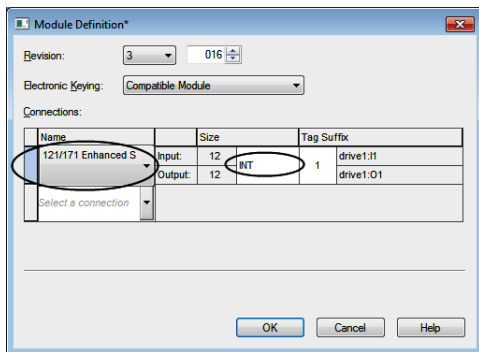 Module Definition*
Revision: 3 016
Electronic Keying: Compatible Module
Connections:
Name Size Tag Suffix
121/171 Enhanced S Input: 12 INT 1 drive1:I1
Output: 12 drive1:O1
Select a connection
OK Cancel Help